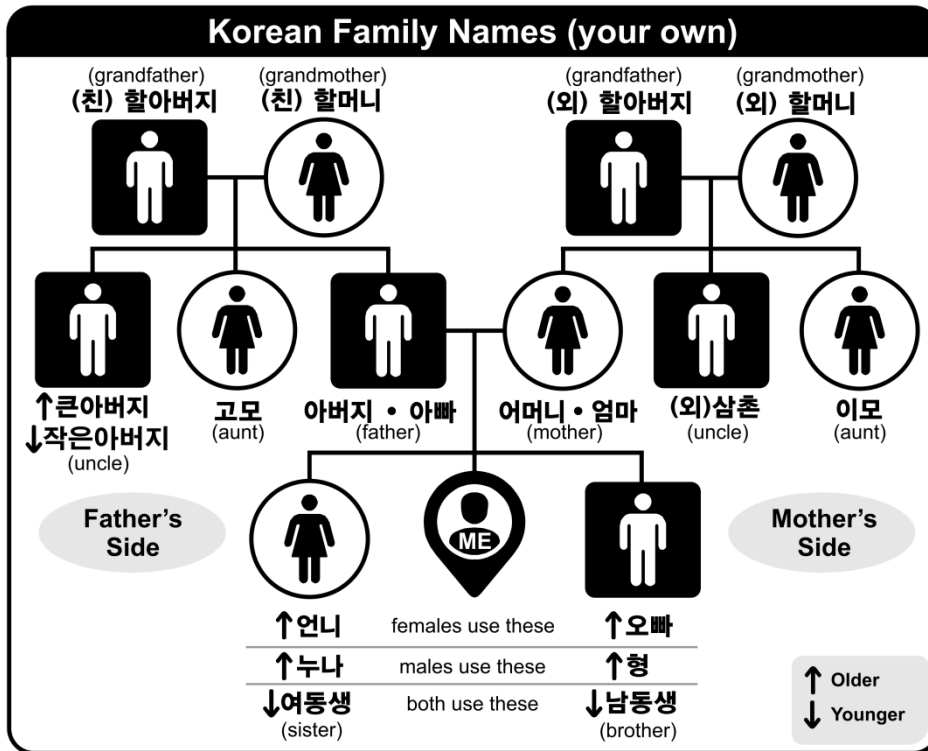 Korean Family Names (your own)
(grandfather)
(친) 할아버지
(grandmother)
(친) 할머니
(grandfather)
(외) 할아버지
(grandmother)
(외) 할머니
↑큰아버지
↓작은아버지
(uncle)
고모
(aunt)
아버지 • 아빠
(father)
어머니 • 엄마
(mother)
(외)삼촌
(uncle)
이모
(aunt)
Father's
Side
ME
Mother's
Side
↑언니 females use these ↑오빠
↑누나 males use these ↑형
↓여동생 both use these ↓남동생
(sister) (brother)
↑ Older
↓ Younger